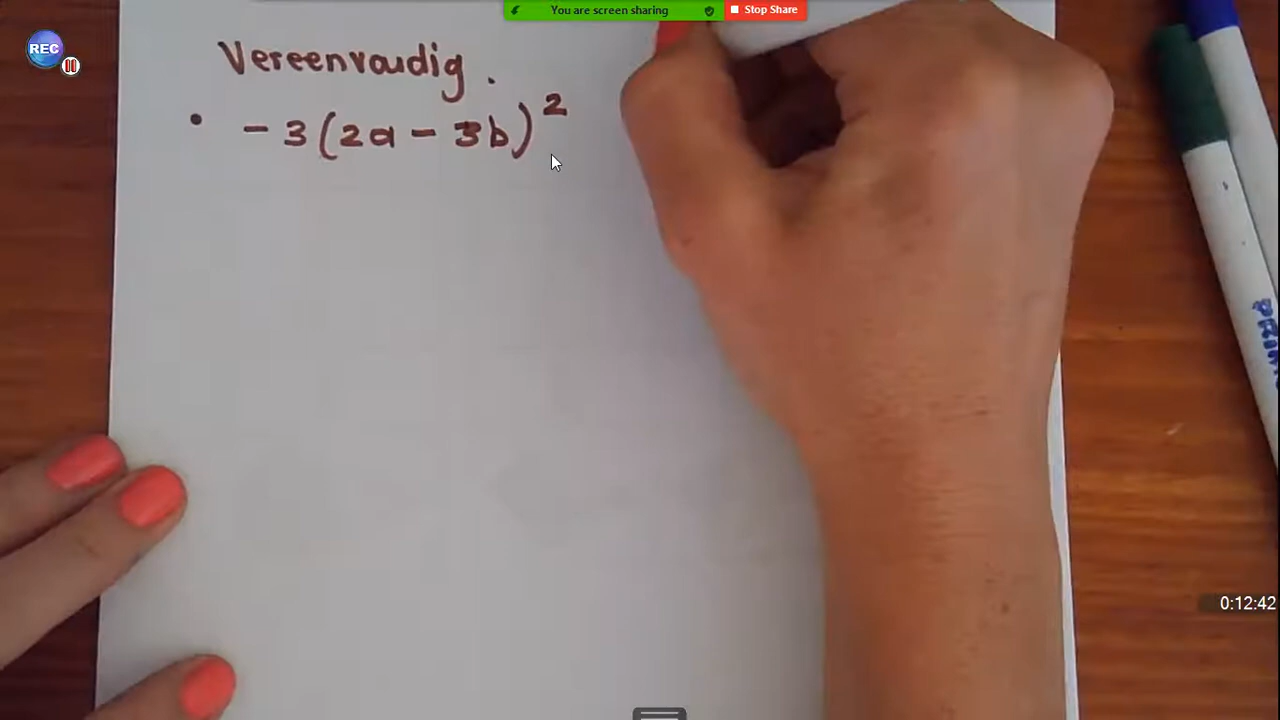 You are screen sharing Stop Share
REC
Vereenvoudig.
• -3(2a - 3b)²
0:12:42